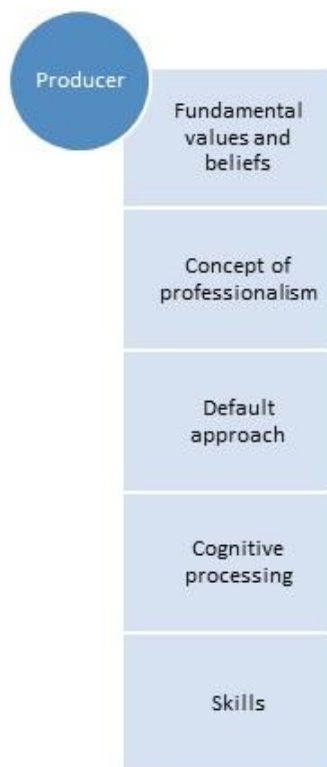 Producer
Fundamental
values and
beliefs
Concept of
professionalism
Default
approach
Cognitive
processing
Skills